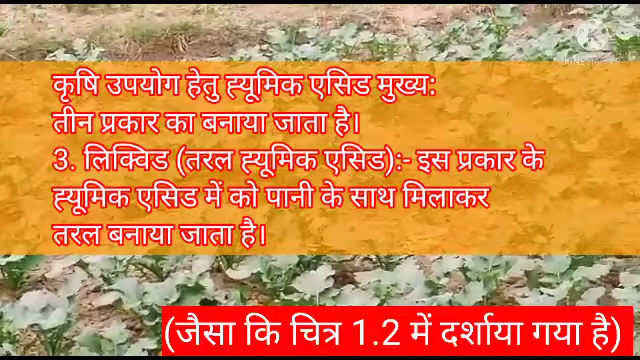 कृषि उपयोग हेतु ह्यूमिक एसिड मुख्य:
तीन प्रकार का बनाया जाता है।
3. लिक्विड (तरल ह्यूमिक एसिड):- इस प्रकार के
ह्यूमिक एसिड में को पानी के साथ मिलाकर
तरल बनाया जाता है।
(जैसा कि चित्र 1.2 में दर्शाया गया है)